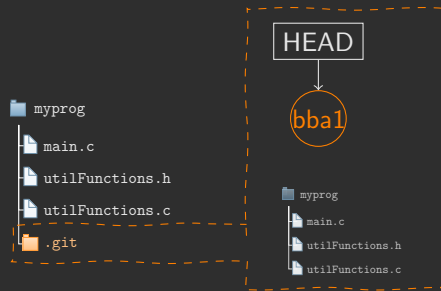 HEAD
bba1
myprog
main.c
utilFunctions.h
utilFunctions.c
.git
myprog
main.c
utilFunctions.h
utilFunctions.c